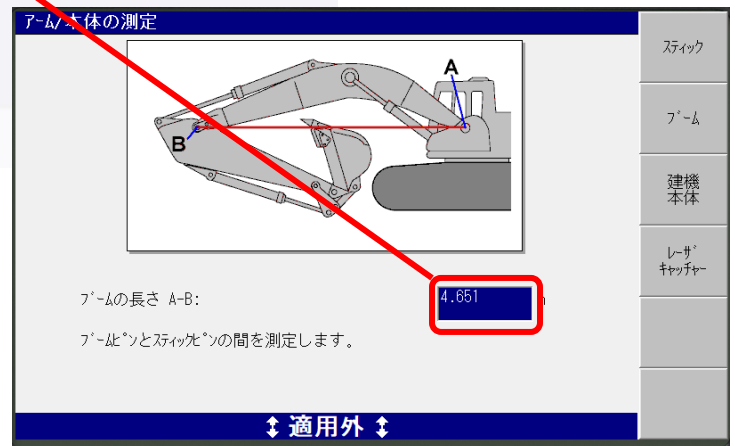 ｱｰﾑ/本体の測定
ｽﾃｨｯｸ
A
ﾌﾞｰﾑ
B
建機
本体
ﾚｰｻﾞ
ｷｬｯﾁｬｰ
ﾌﾞｰﾑの長さ A-B: 4.651
ﾌﾞｰﾑﾋﾟﾝとｽﾃｨｯｸﾋﾟﾝの間を測定します。
↕ 適用外 ↕